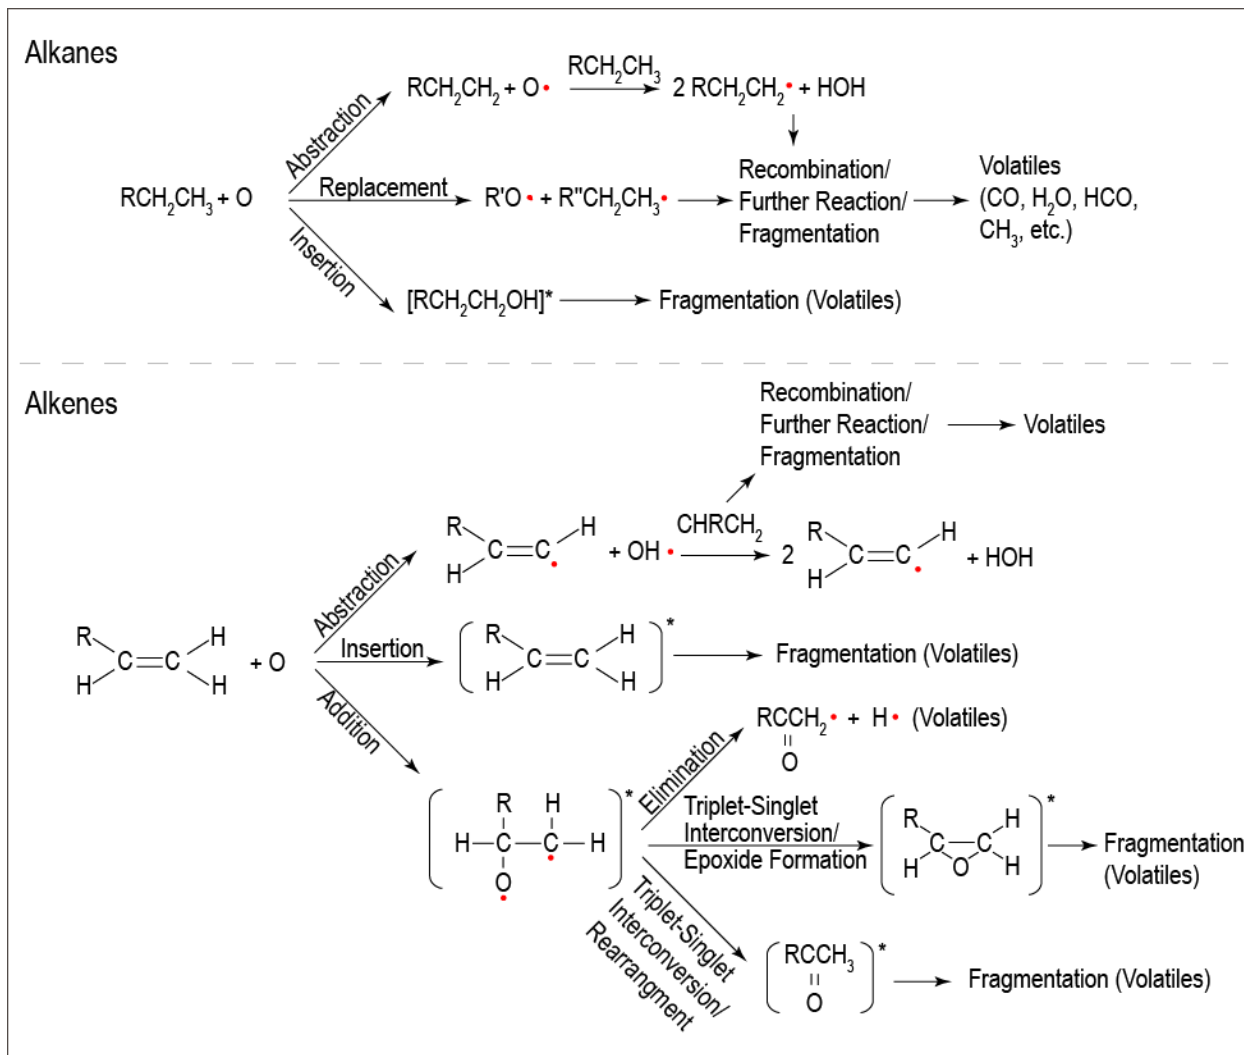 Alkanes
Abstraction
RCH₂CH₂ + O •
RCH₂CH₃
2 RCH₂CH₂• + HOH
RCH₂CH₃ + O
Replacement
R'O • + R"CH₂CH₃•
Recombination/
Further Reaction/
Fragmentation
Volatiles
(CO, H₂O, HCO,
CH₃, etc.)
Insertion
[RCH₂CH₂OH]*
Fragmentation (Volatiles)
Alkenes
Recombination/
Further Reaction/
Fragmentation
Volatiles
Abstraction
R H
C=C
H •
+ OH •
CHRCH₂
2
R H
C=C
H •
+ HOH
R H
C=C
H H
+ O
Insertion
R H *
C=C
H H
Fragmentation (Volatiles)
Addition
R H *
H–C–C–H
O •
•
Elimination
RCCH₂• + H• (Volatiles)
O
Triplet-Singlet
Interconversion/
Epoxide Formation
R H *
C–C
H O H
Fragmentation
(Volatiles)
Triplet-Singlet
Interconversion/
Rearrangment
RCCH₃ *
O
Fragmentation (Volatiles)